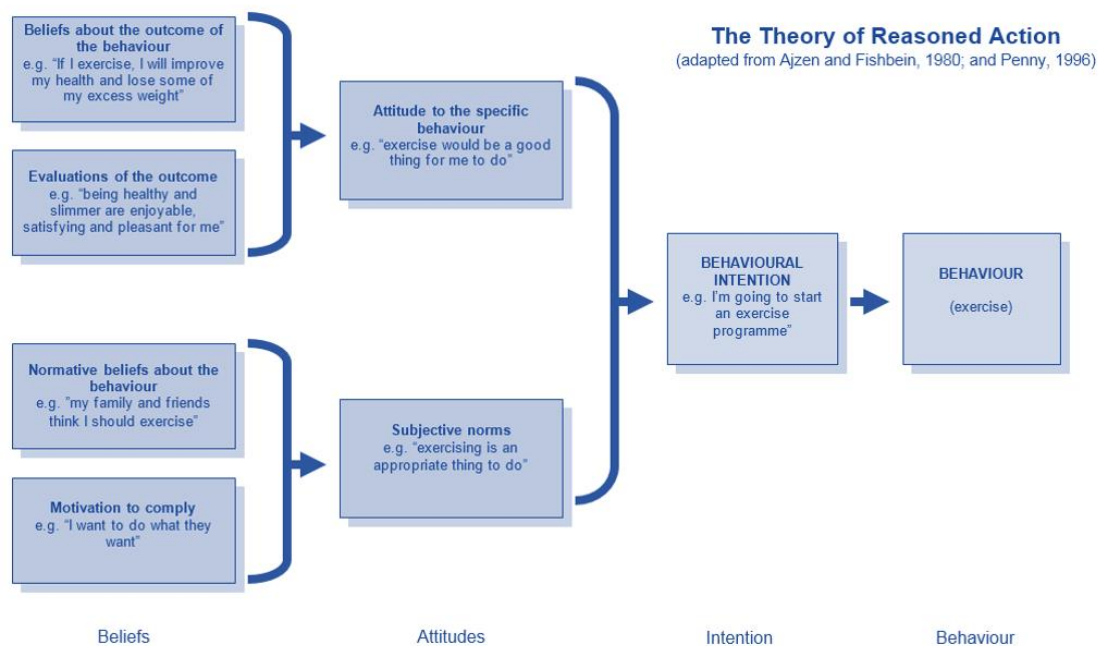 The Theory of Reasoned Action
(adapted from Ajzen and Fishbein, 1980; and Penny, 1996)
Beliefs about the outcome of
the behaviour
e.g. “If I exercise, I will improve
my health and lose some of
my excess weight”
Evaluations of the outcome
e.g. “being healthy and
slimmer are enjoyable,
satisfying and pleasant for me”
Normative beliefs about the
behaviour
e.g. ”my family and friends
think I should exercise”
Motivation to comply
e.g. “I want to do what they
want”
Attitude to the specific
behaviour
e.g. “exercise would be a good
thing for me to do”
Subjective norms
e.g. “exercising is an
appropriate thing to do”
BEHAVIOURAL
INTENTION
e.g. I’m going to start
an exercise
programme”
BEHAVIOUR
(exercise)
Beliefs
Attitudes
Intention
Behaviour